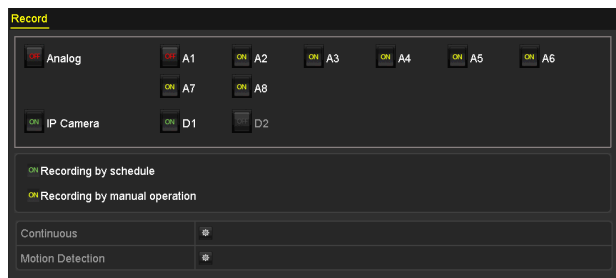 Record
OFF Analog OFF A1 ON A2 ON A3 ON A4 ON A5 ON A6
ON A7 ON A8
ON IP Camera ON D1 D2
ON Recording by schedule
ON Recording by manual operation
Continuous
Motion Detection